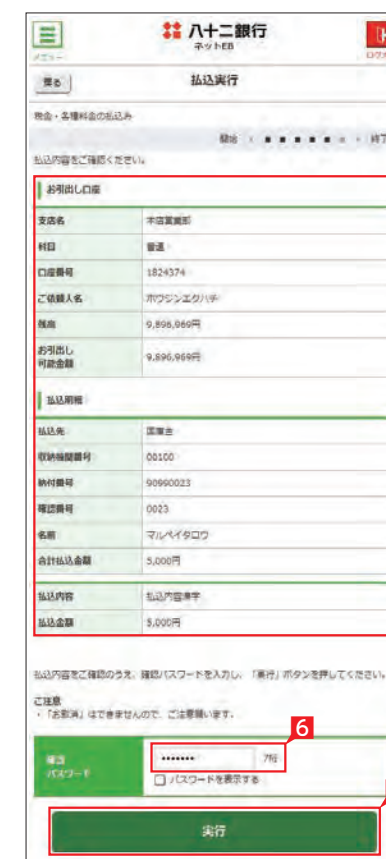 八十二銀行
ネットEB
メニュー
戻る
払込実行
税金・各種料金の払込み
開始
終了
払込内容をご確認ください。
お引出し口座
支店名 本店営業部
科目 普通
口座番号 1824374
ご依頼人名
残高 9,896,969円
お引出し
可能金額 9,896,969円
払込明細
払込先 国庫金
収納機関番号 00100
納付番号 90990023
確認番号 0023
名前 マルペイタロウ
合計払込金額 5,000円
払込内容 払込内容漢字
払込金額 5,000円
払込内容をご確認のうえ、確認パスワードを入力し、「実行」ボタンを押してください。
ご注意
・「お取消」はできませんので、ご注意願います。
6
確認
パスワード
••••••• 7桁
パスワードを表示する
実行